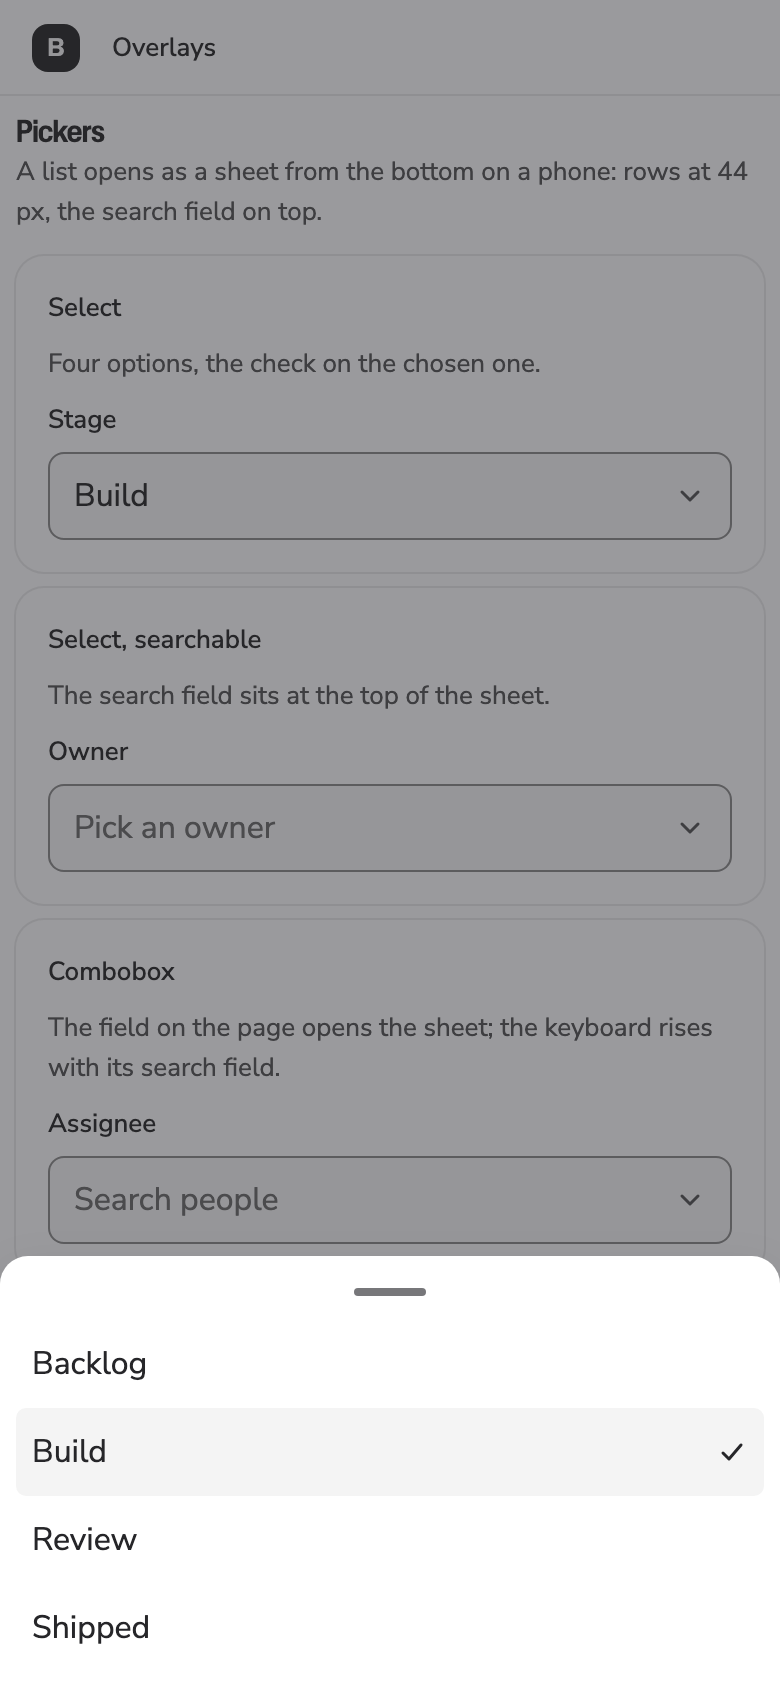 B
Overlays
Pickers
A list opens as a sheet from the bottom on a phone: rows at 44
px, the search field on top.
Select
Four options, the check on the chosen one.
Stage
Build
Select, searchable
The search field sits at the top of the sheet.
Owner
Pick an owner
Combobox
The field on the page opens the sheet; the keyboard rises
with its search field.
Assignee
Search people
Backlog
Build
Review
Shipped